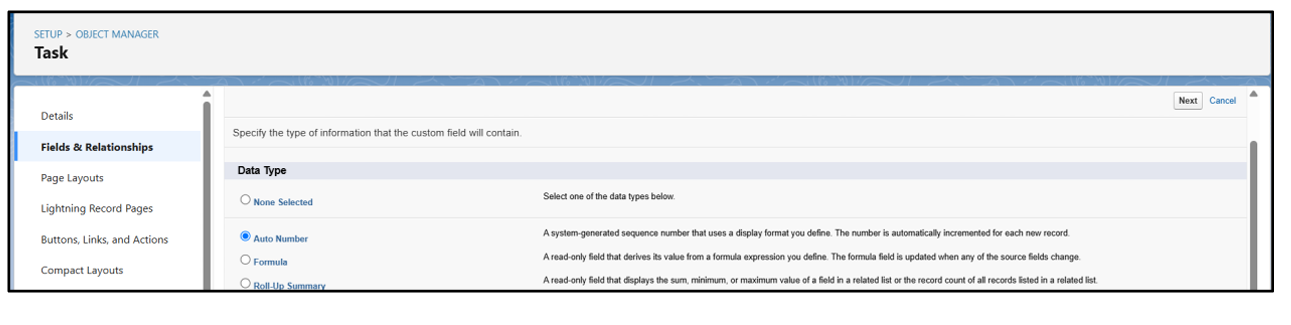 SETUP > OBJECT MANAGER
Task
Next Cancel
Details
Fields & Relationships
Page Layouts
Lightning Record Pages
Buttons, Links, and Actions
Compact Layouts
Specify the type of information that the custom field will contain.
Data Type
None Selected Select one of the data types below.
Auto Number A system-generated sequence number that uses a display format you define. The number is automatically incremented for each new record.
Formula A read-only field that derives its value from a formula expression you define. The formula field is updated when any of the source fields change.
Roll-Up Summary A read-only field that displays the sum, minimum, or maximum value of a field in a related list or the record count of all records listed in a related list.